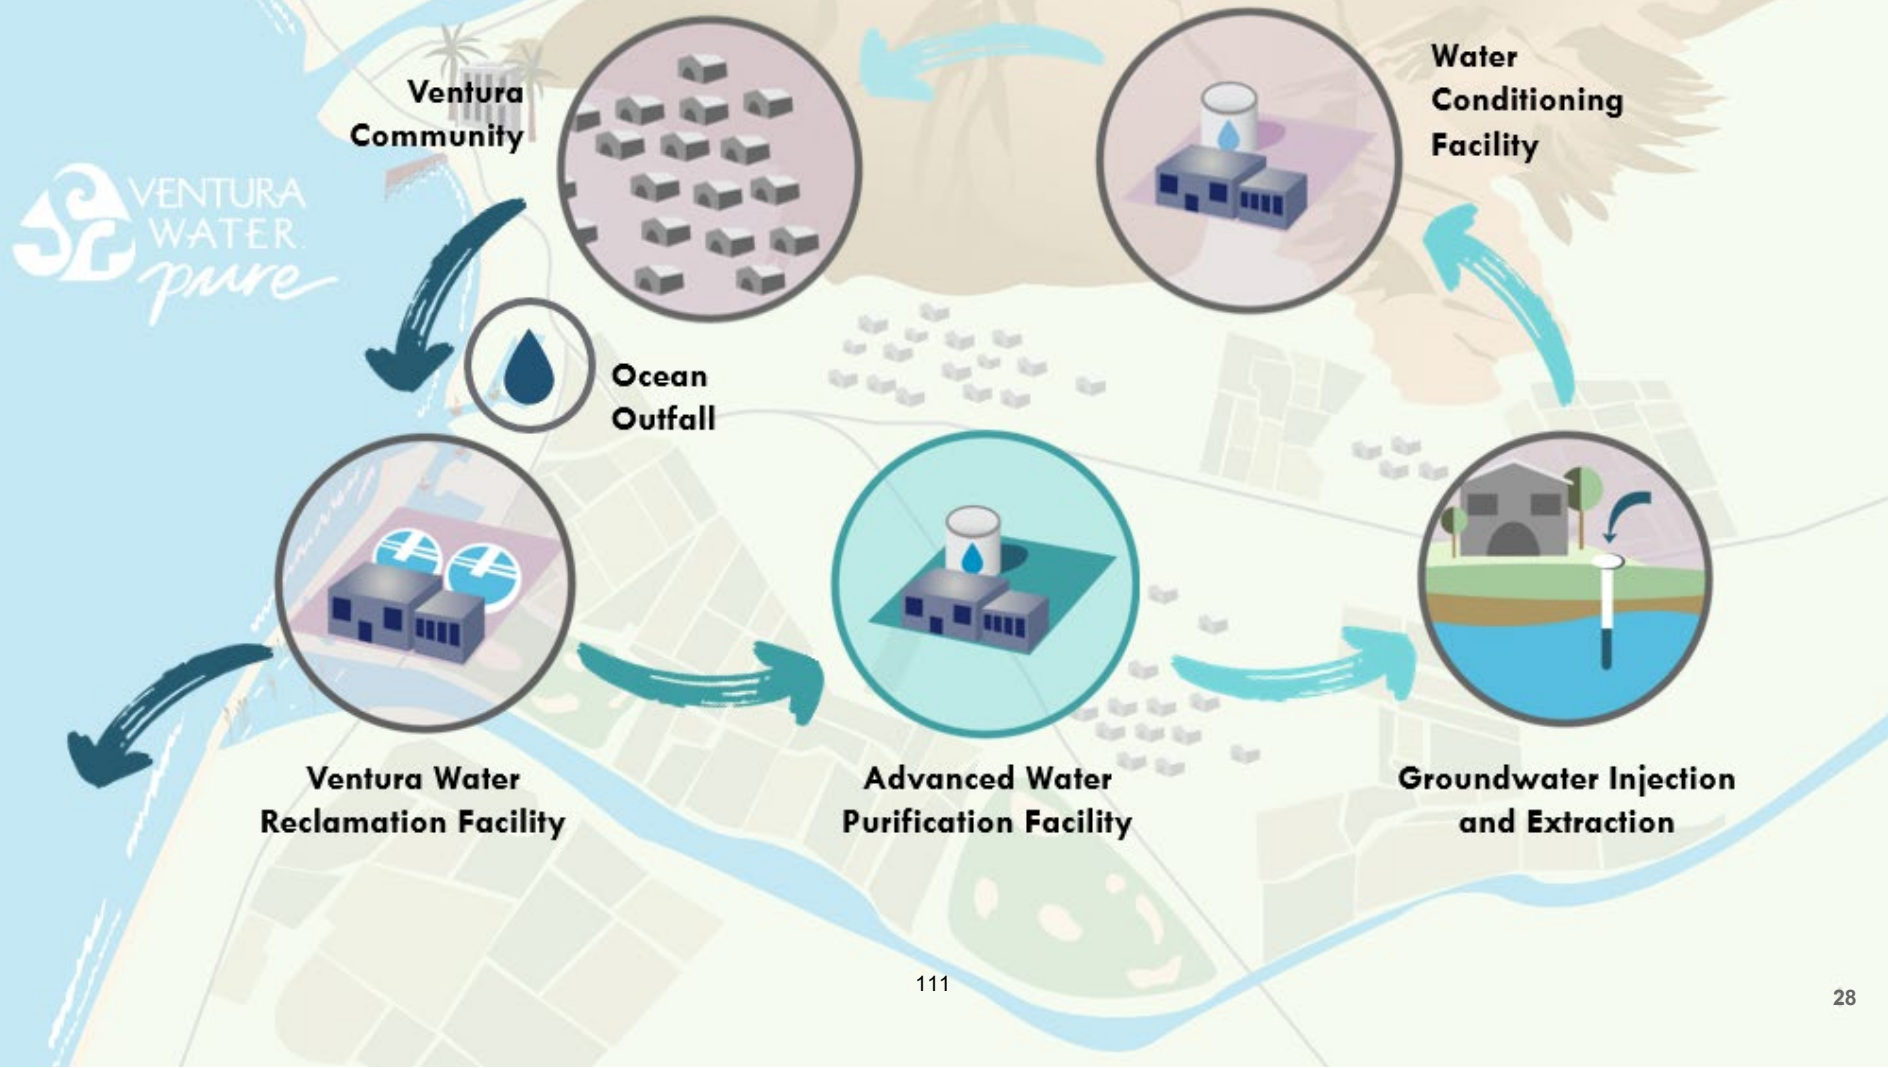 Ventura
Community
Water
Conditioning
Facility
VENTURA
WATER
pure
Ocean
Outfall
Ventura Water
Reclamation Facility
Advanced Water
Purification Facility
Groundwater Injection
and Extraction
111
28